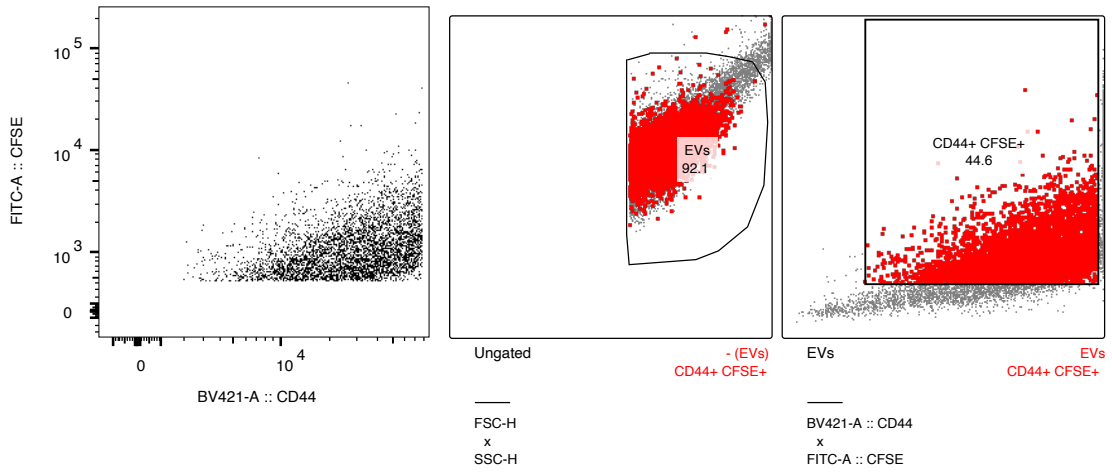 10 5
10 4
10 3
0
FITC-A :: CFSE
0
10 4
BV421-A :: CD44
EVs
92.1
Ungated
- (EVs)
CD44+ CFSE+
FSC-H
x
SSC-H
CD44+ CFSE+
44.6
EVs
EVs
CD44+ CFSE+
BV421-A :: CD44
x
FITC-A :: CFSE